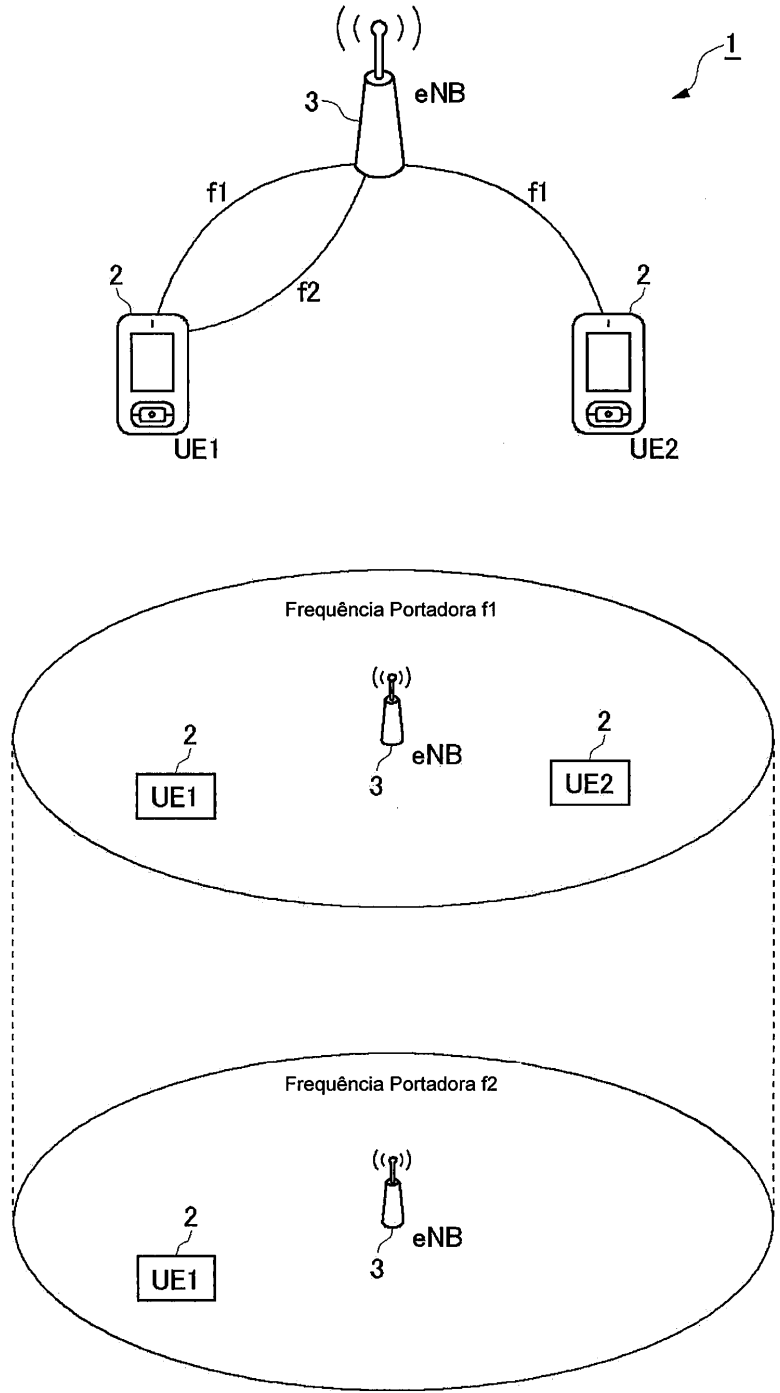 1
eNB
3
f1
f1
f2
2
2
UE1
UE2
Frequência Portadora f1
2
UE1
eNB
3
2
UE2
Frequência Portadora f2
2
UE1
eNB
3